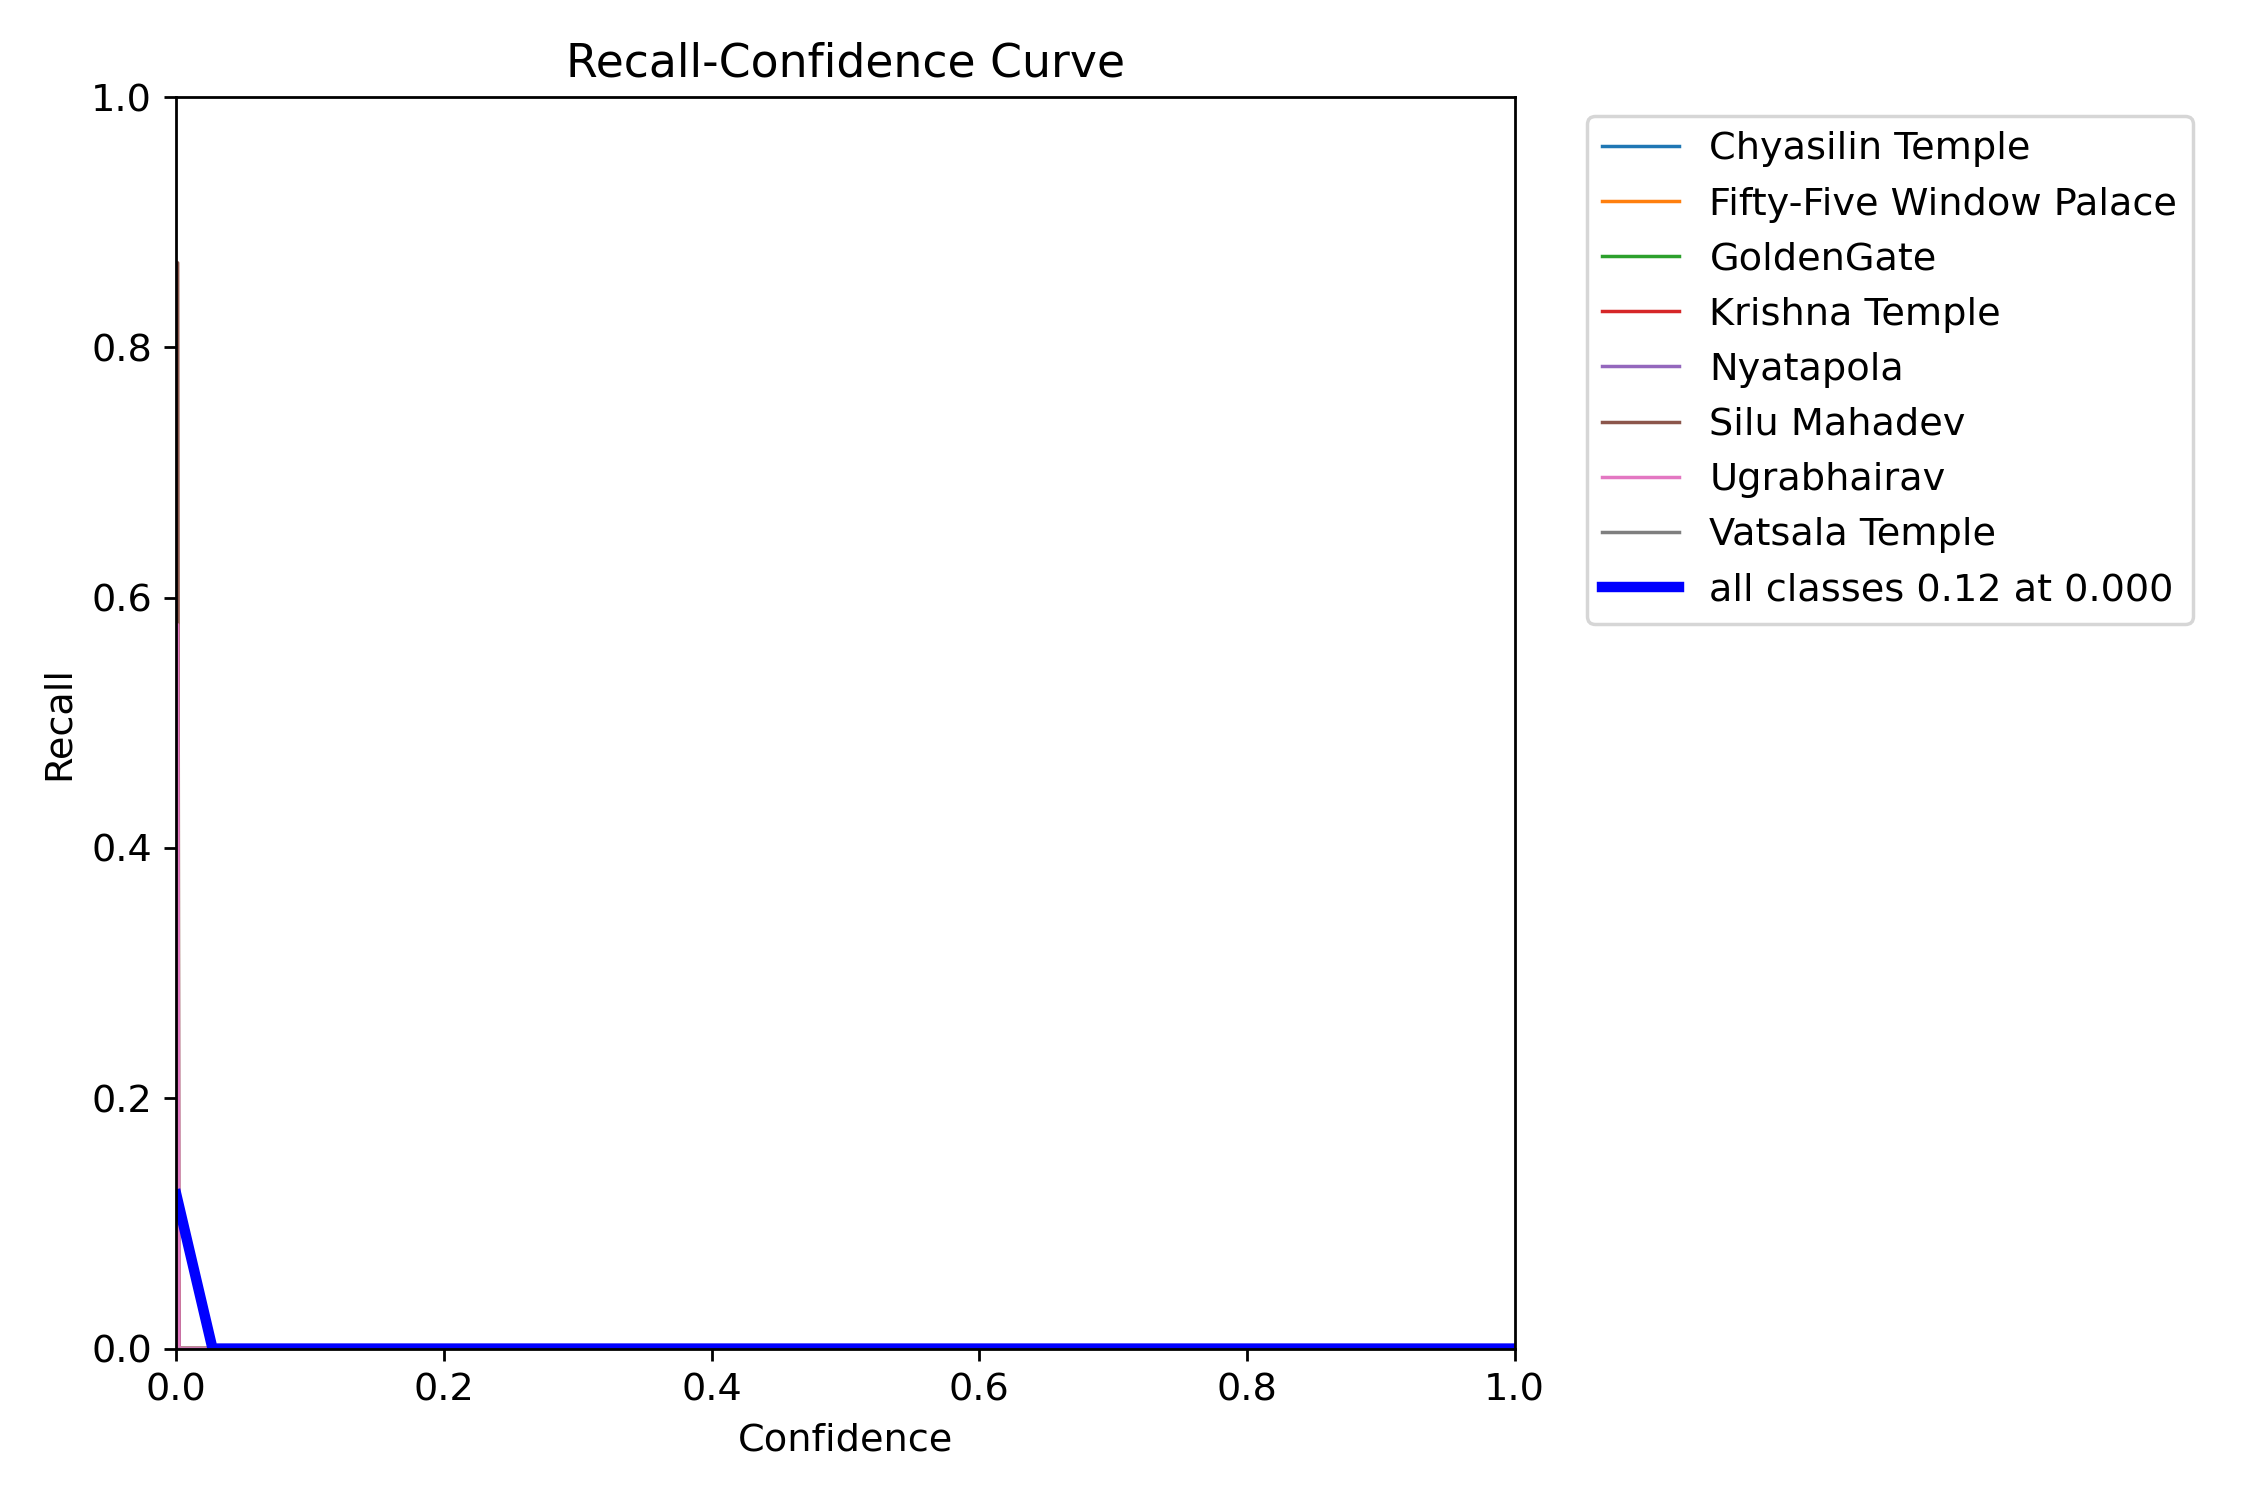 Recall-Confidence Curve
1.0
0.8
0.6
0.4
0.2
0.0
Recall
0.0 0.2 0.4 0.6 0.8 1.0
Confidence
Chyasilin Temple
Fifty-Five Window Palace
GoldenGate
Krishna Temple
Nyatapola
Silu Mahadev
Ugrabhairav
Vatsala Temple
all classes 0.12 at 0.000